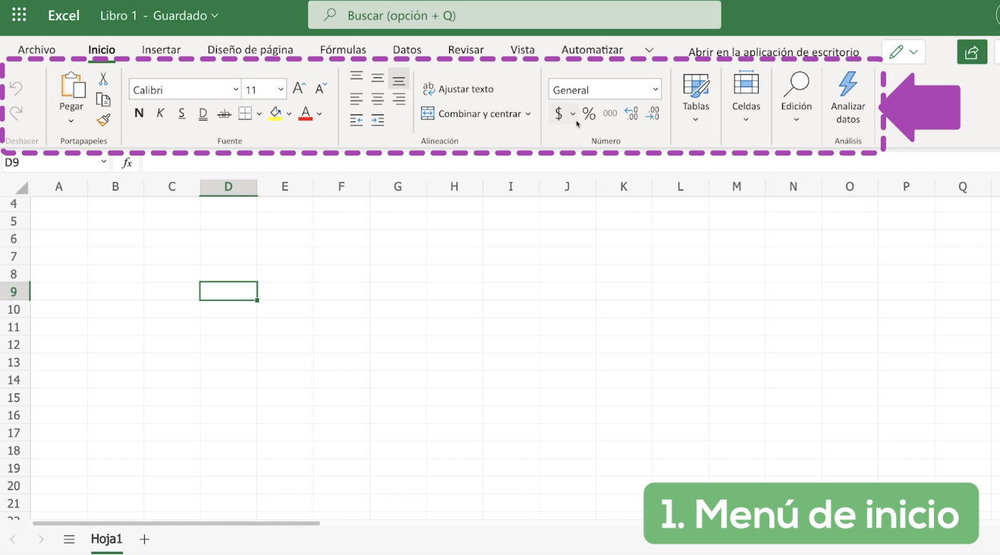 Excel Libro 1 - Guardado Buscar (opción + Q)
Archivo Inicio Insertar Diseño de página Fórmulas Datos Revisar Vista Automatizar Abrir en la aplicación de escritorio
Calibri 11 A A ab Ajustar texto General
Pegar N K S D ab A Combinar y centrar $ % 000 .00 .00 Tablas Celdas Edición Analizar datos
Deshacer Portapapeles Fuente Alineación Número Análisis
D9 fx
A B C D E F G H I J K L M N O P Q
4
5
6
7
8
9
10
11
12
13
14
15
16
17
18
19
20
21
1. Menú de inicio
Hoja1